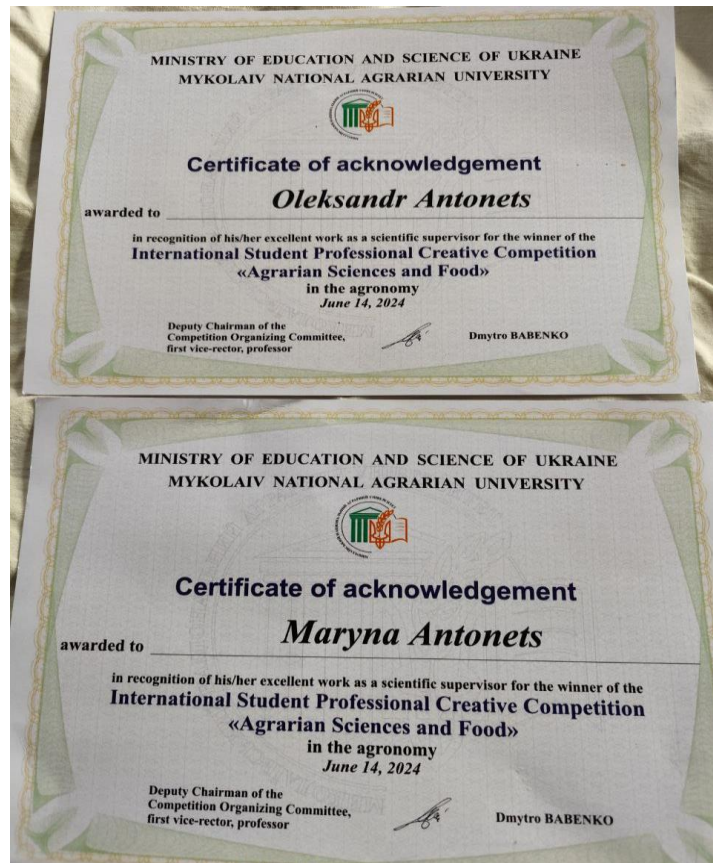 MINISTRY OF EDUCATION AND SCIENCE OF UKRAINE
MYKOLAIV NATIONAL AGRARIAN UNIVERSITY
Certificate of acknowledgement
awarded to Oleksandr Antonets
in recognition of his/her excellent work as a scientific supervisor for the winner of the
International Student Professional Creative Competition
«Agrarian Sciences and Food»
in the agronomy
June 14, 2024
Deputy Chairman of the
Competition Organizing Committee,
first vice-rector, professor
Dmytro BABENKO
MINISTRY OF EDUCATION AND SCIENCE OF UKRAINE
MYKOLAIV NATIONAL AGRARIAN UNIVERSITY
Certificate of acknowledgement
awarded to Maryna Antonets
in recognition of his/her excellent work as a scientific supervisor for the winner of the
International Student Professional Creative Competition
«Agrarian Sciences and Food»
in the agronomy
June 14, 2024
Deputy Chairman of the
Competition Organizing Committee,
first vice-rector, professor
Dmytro BABENKO